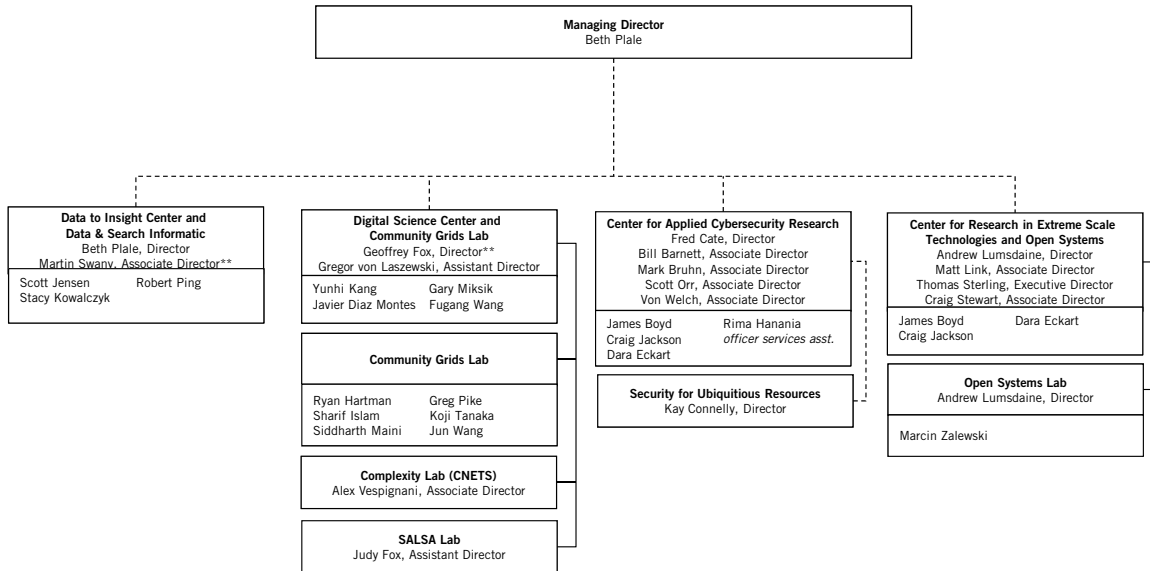 Managing Director
Beth Plale
Data to Insight Center and
Data & Search Informatic
Beth Plale, Director
Martin Swany, Associate Director**
Scott Jensen
Stacy Kowalczyk
Robert Ping
Digital Science Center and
Community Grids Lab
Geoffrey Fox, Director**
Gregor von Laszewski, Assistant Director
Yunhi Kang
Javier Diaz Montes
Gary Miksik
Fugang Wang
Community Grids Lab
Ryan Hartman
Sharif Islam
Siddharth Maini
Greg Pike
Koji Tanaka
Jun Wang
Complexity Lab (CNETS)
Alex Vespignani, Associate Director
SALSA Lab
Judy Fox, Assistant Director
Center for Applied Cybersecurity Research
Fred Cate, Director
Bill Barnett, Associate Director
Mark Bruhn, Associate Director
Scott Orr, Associate Director
Von Welch, Associate Director
James Boyd
Craig Jackson
Dara Eckart
Rima Hanania
officer services asst.
Security for Ubiquitious Resources
Kay Connelly, Director
Center for Research in Extreme Scale
Technologies and Open Systems
Andrew Lumsdaine, Director
Matt Link, Associate Director
Thomas Sterling, Executive Director
Craig Stewart, Associate Director
James Boyd
Craig Jackson
Dara Eckart
Open Systems Lab
Andrew Lumsdaine, Director
Marcin Zalewski